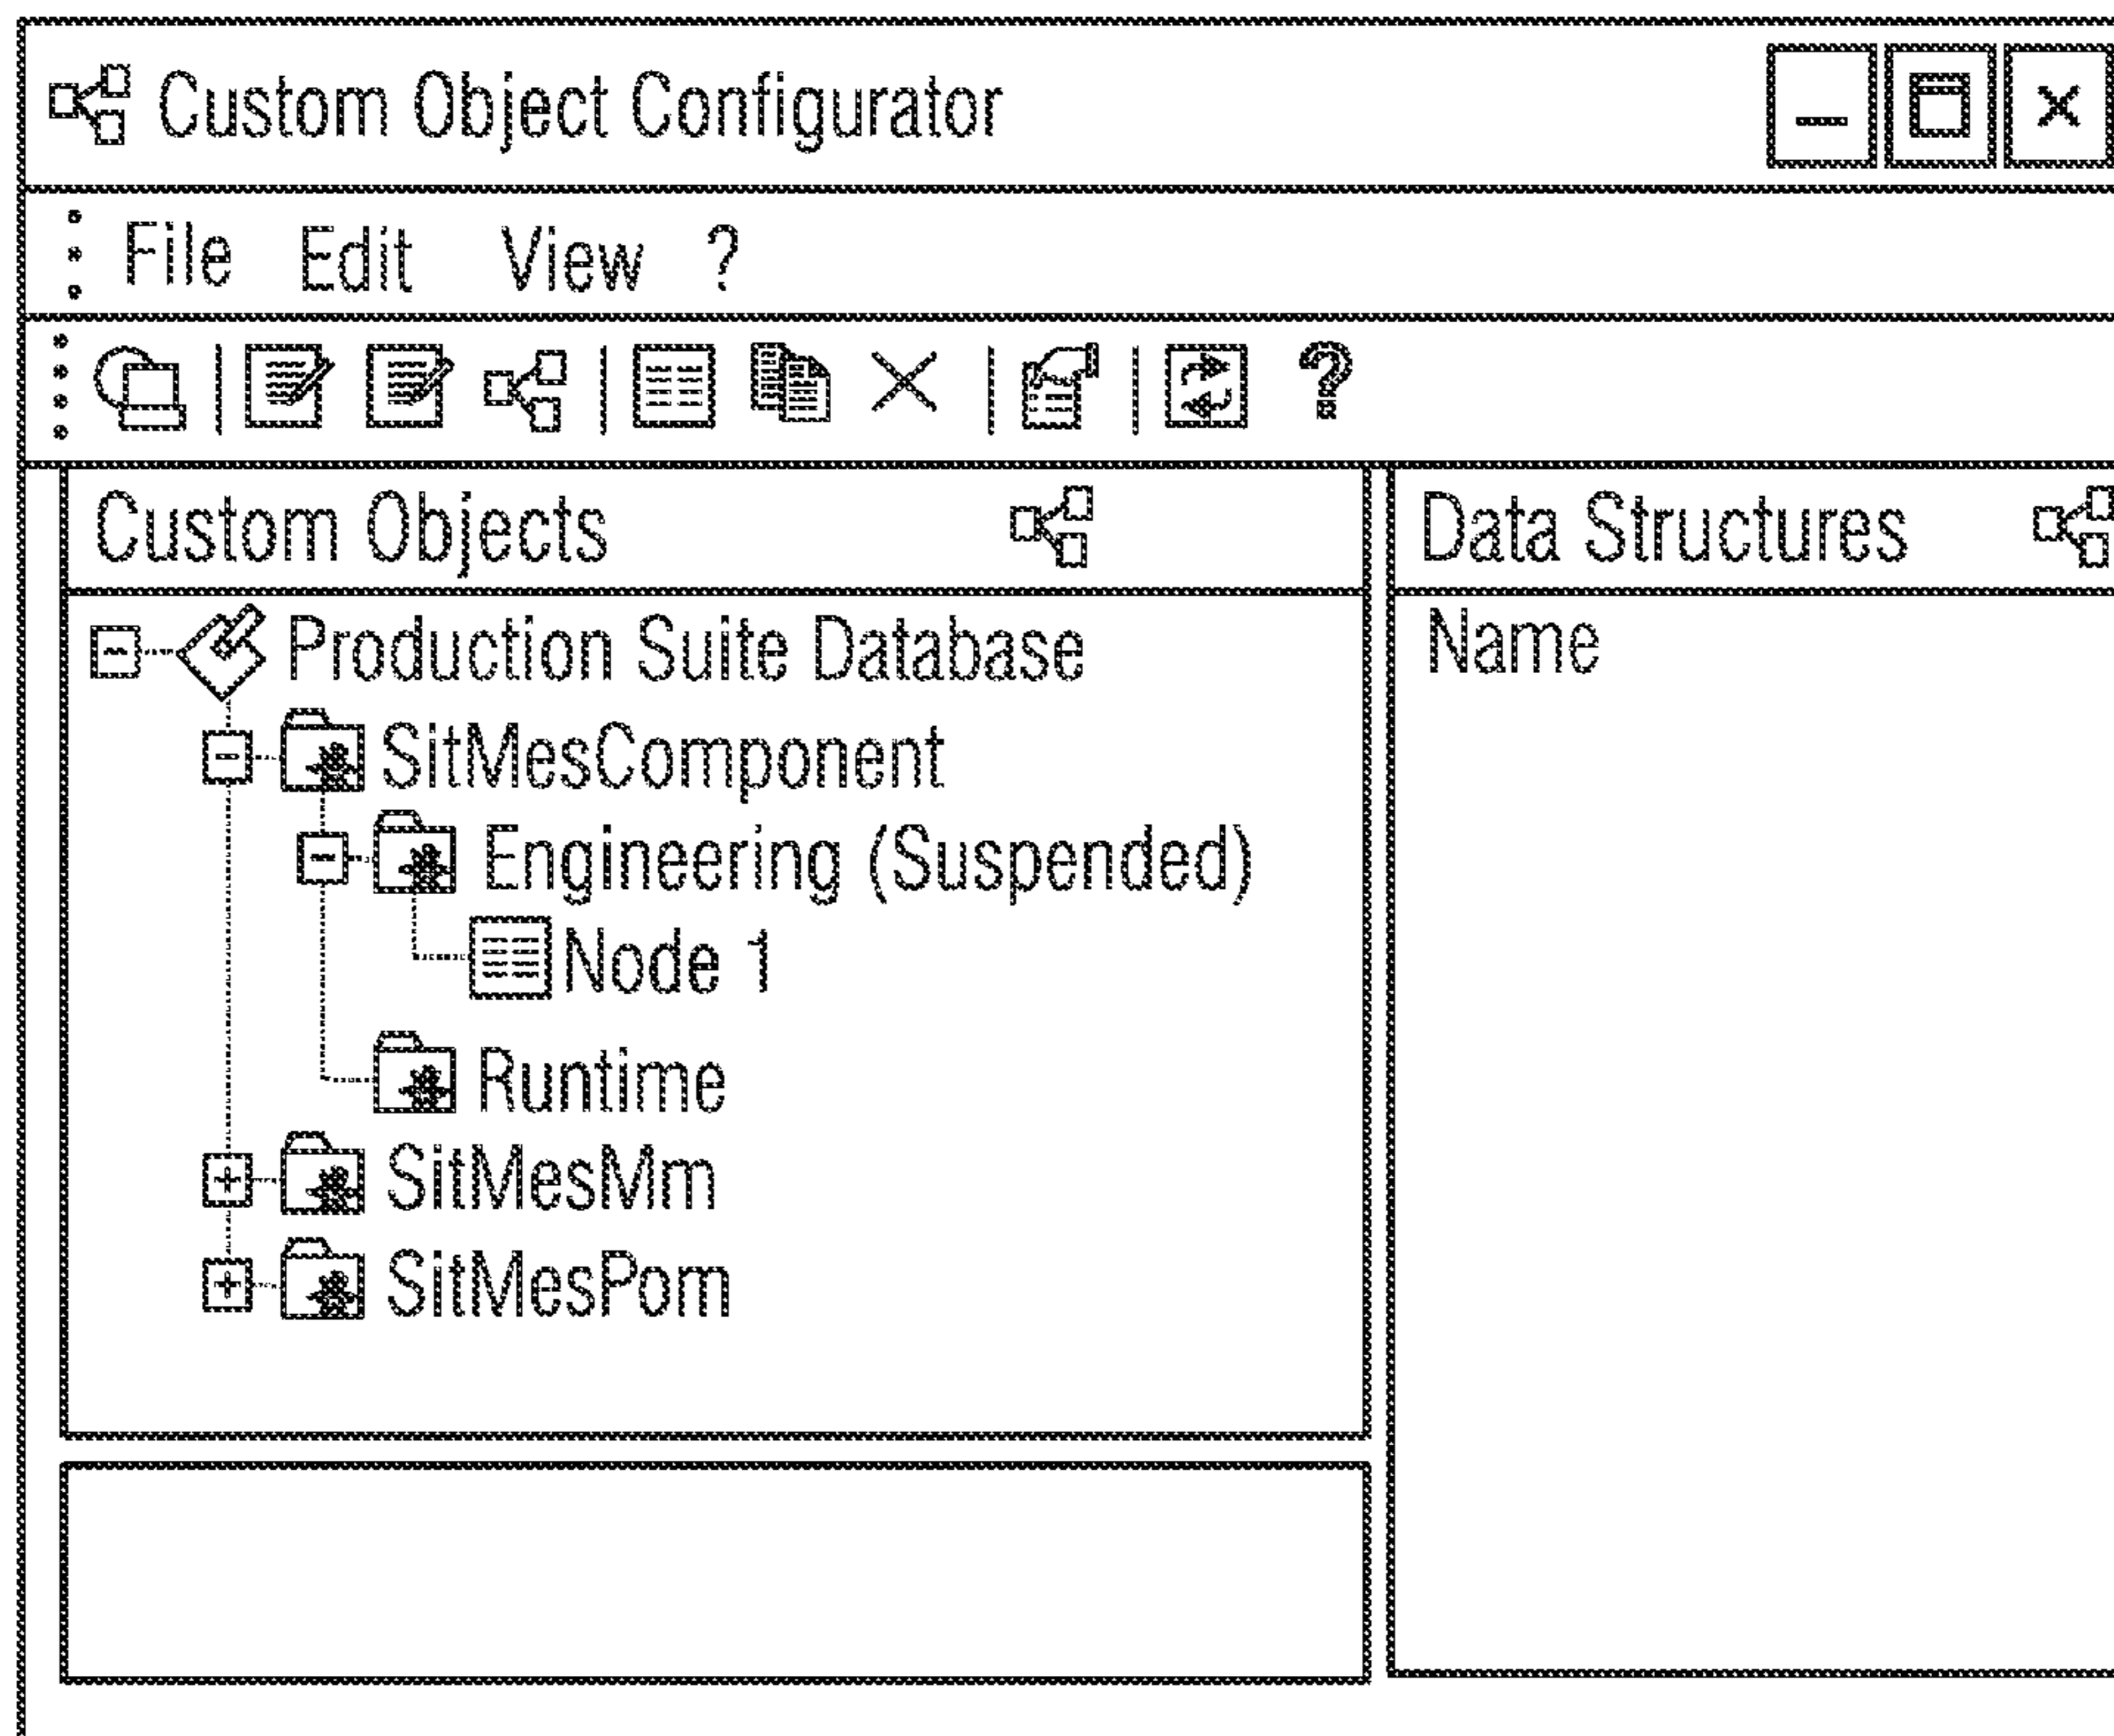 Custom Object Configurator
File Edit View ?
?
Custom Objects
Data Structures
Production Suite Database
Name
SitMesComponent
Engineering (Suspended)
Node 1
Runtime
SitMesMm
SitMesPom